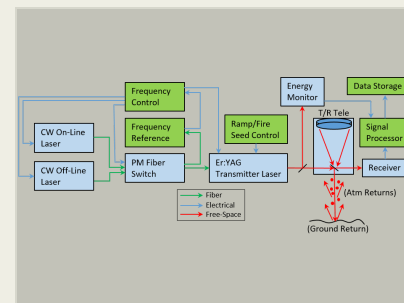 Energy
Monitor
Data Storage
Frequency
Control
T/R Tele
Ramp/Fire
Seed Control
Frequency
Reference
Signal
Processor
CW On-Line
Laser
PM Fiber
Switch
Er:YAG
Transmitter Laser
Receiver
CW Off-Line
Laser
(Atm Returns)
Fiber
Electrical
Free-Space
(Ground Return)